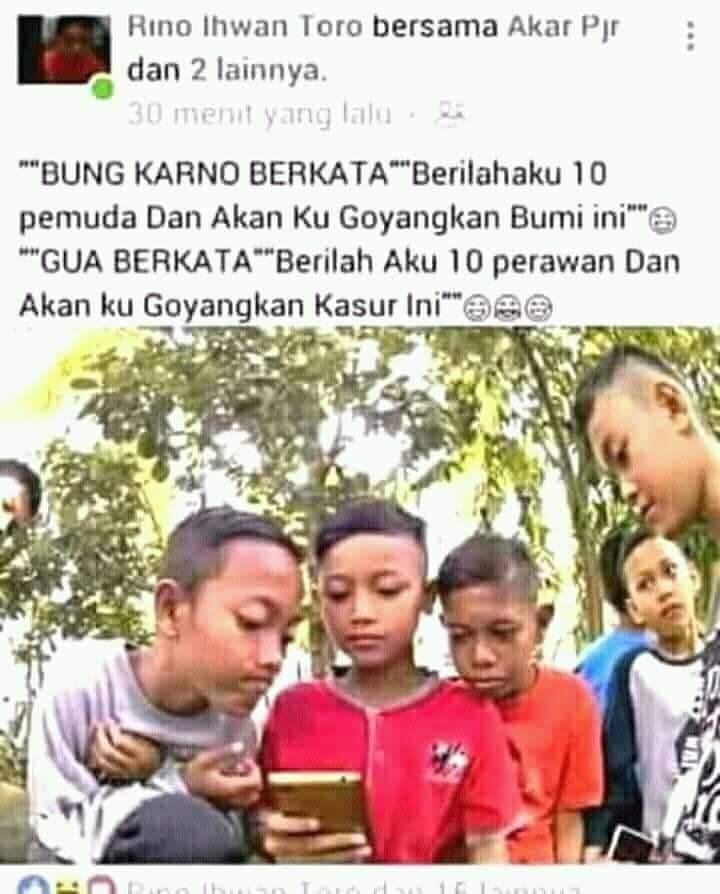 Rino Ihwan Toro bersama Akar Pjr
dan 2 lainnya.
30 menit yang lalu
""BUNG KARNO BERKATA""Berilahaku 10
pemuda Dan Akan Ku Goyangkan Bumi ini""
""GUA BERKATA""Berilah Aku 10 perawan Dan
Akan ku Goyangkan Kasur Ini""
Rino Ihwan Toro dan 15 lainnya